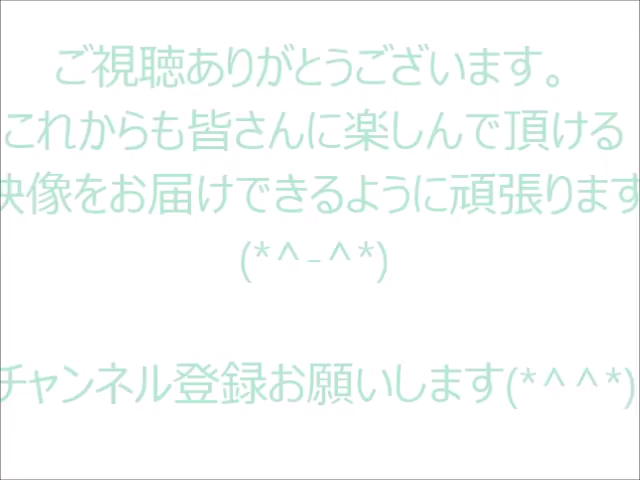 ご視聴ありがとうございます。
これからも皆さんに楽しんで頂ける
映像をお届けできるように頑張ります
(*^-^*)
チャンネル登録お願いします(*^^*)